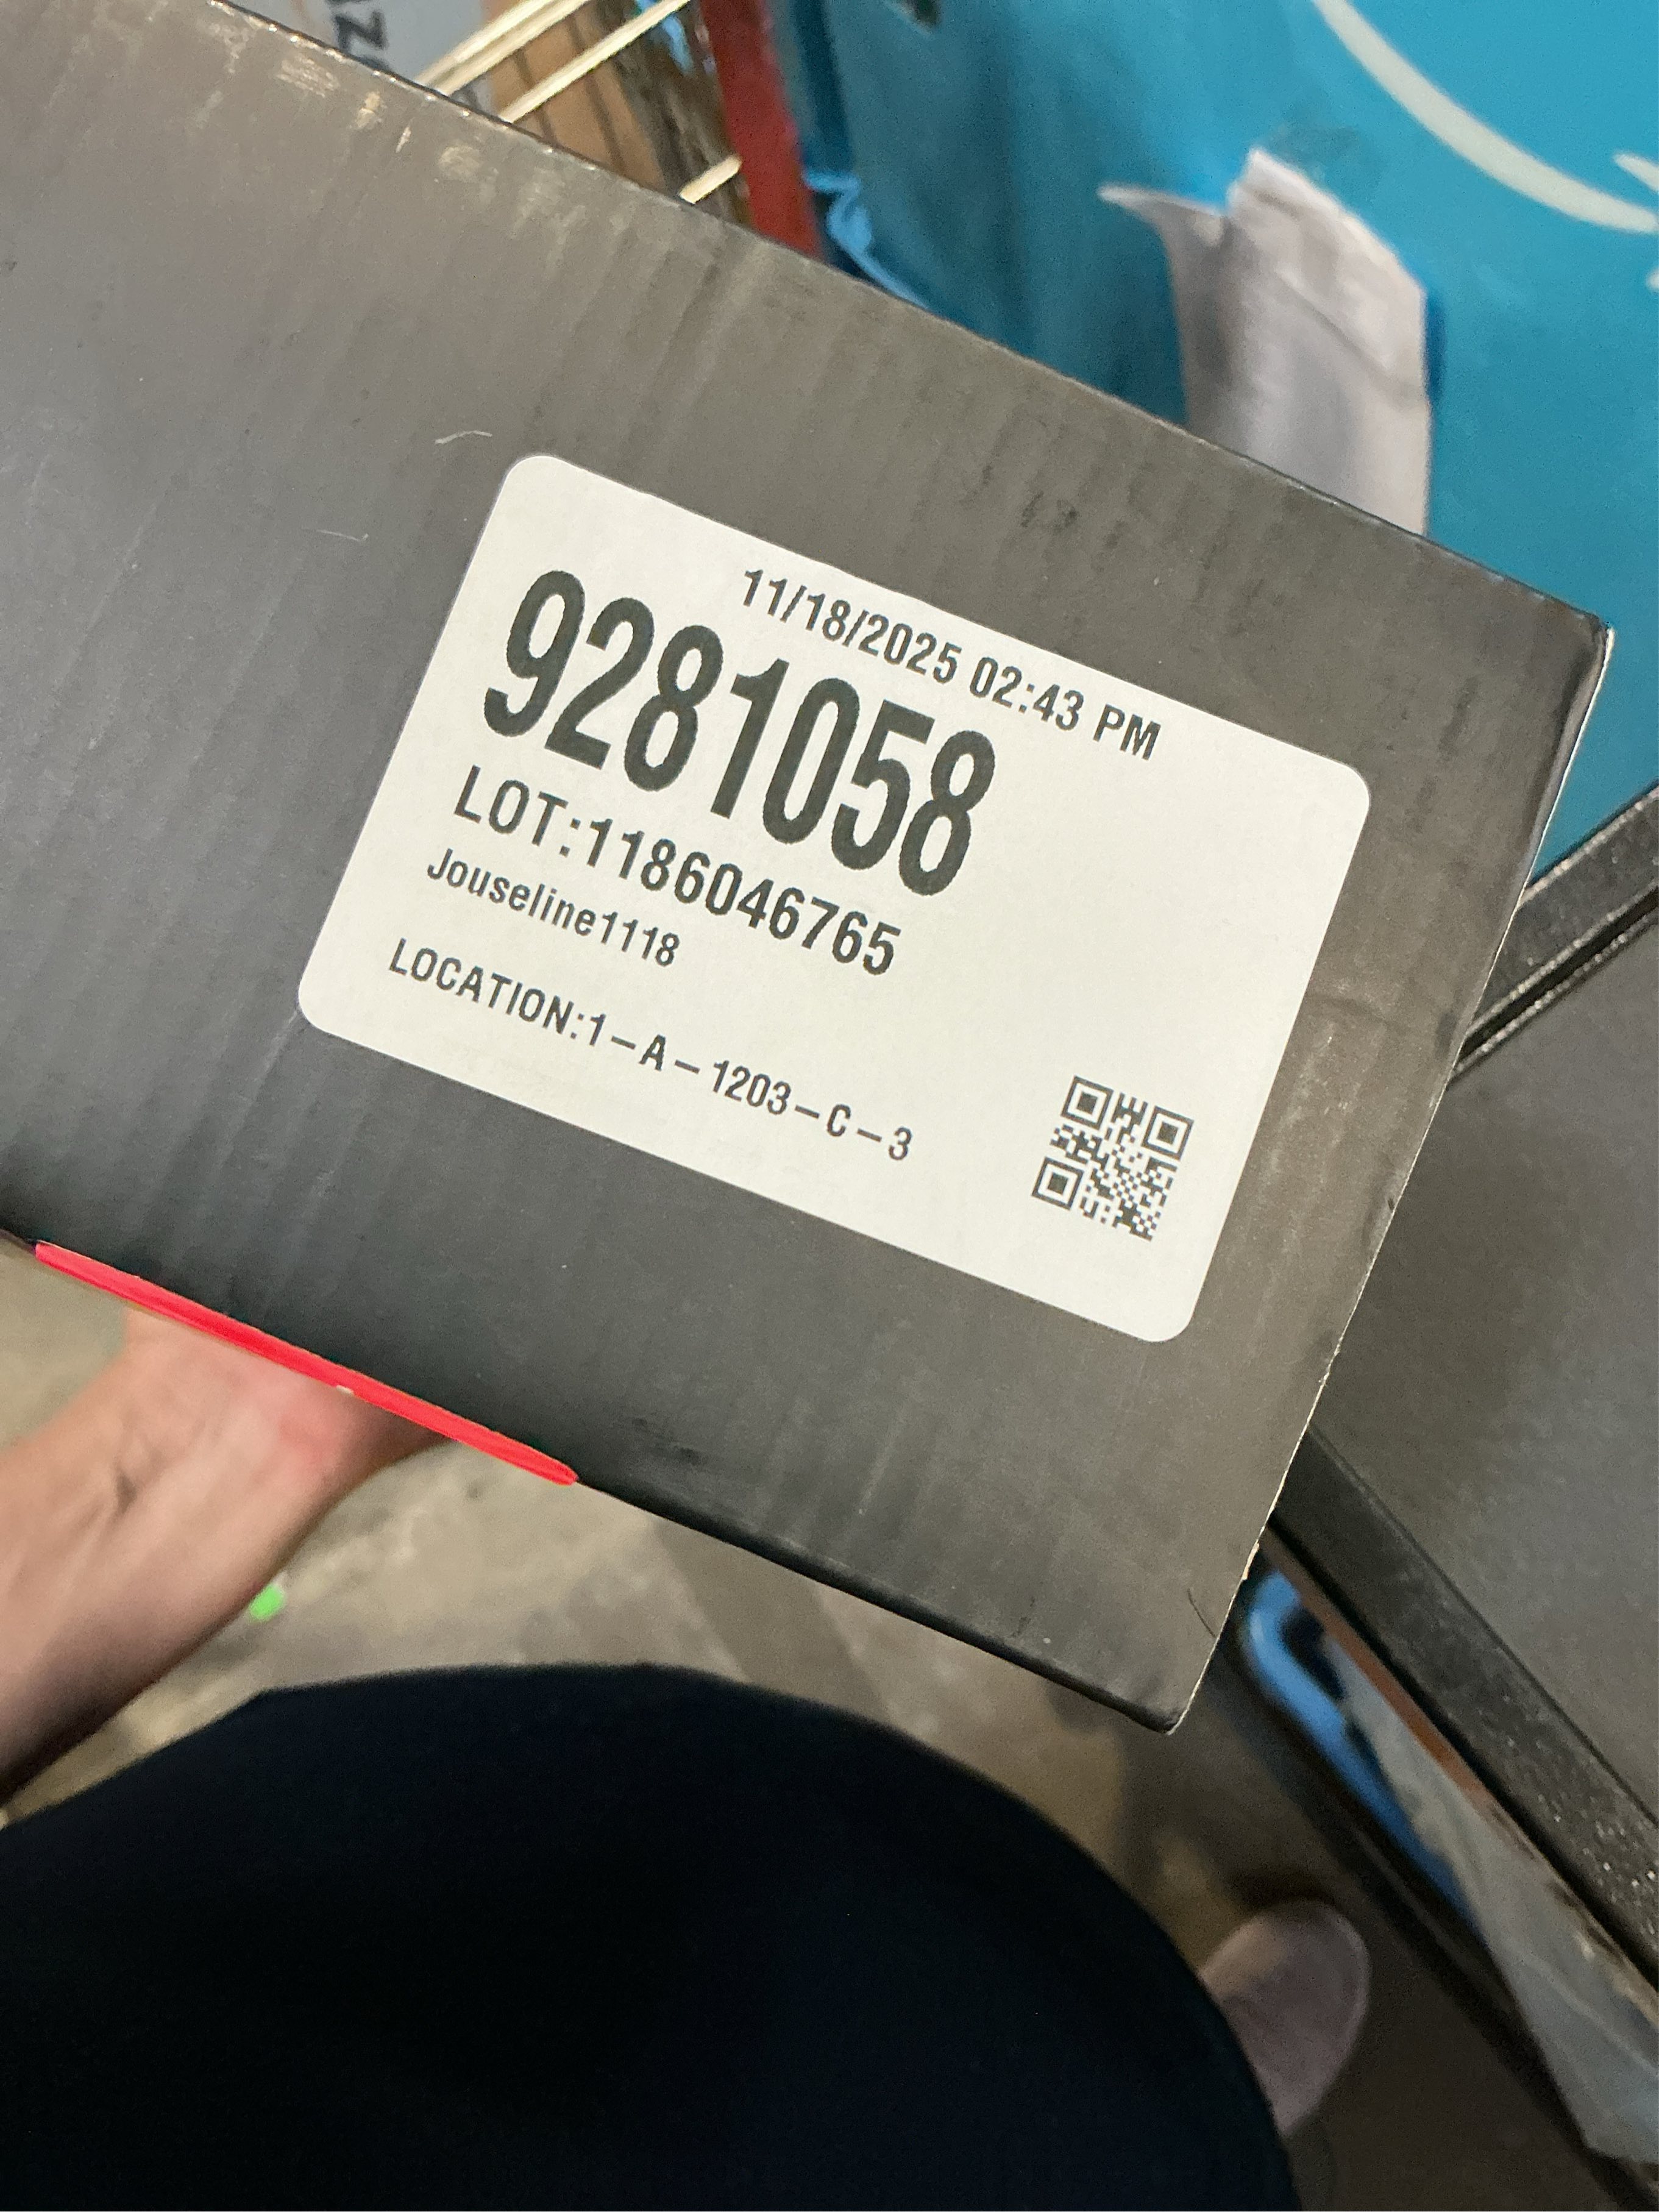 11/18/2025 02:43 PM
9281058
LOT:1186046765
Jouseline1118
LOCATION:1-A-1203-C-3